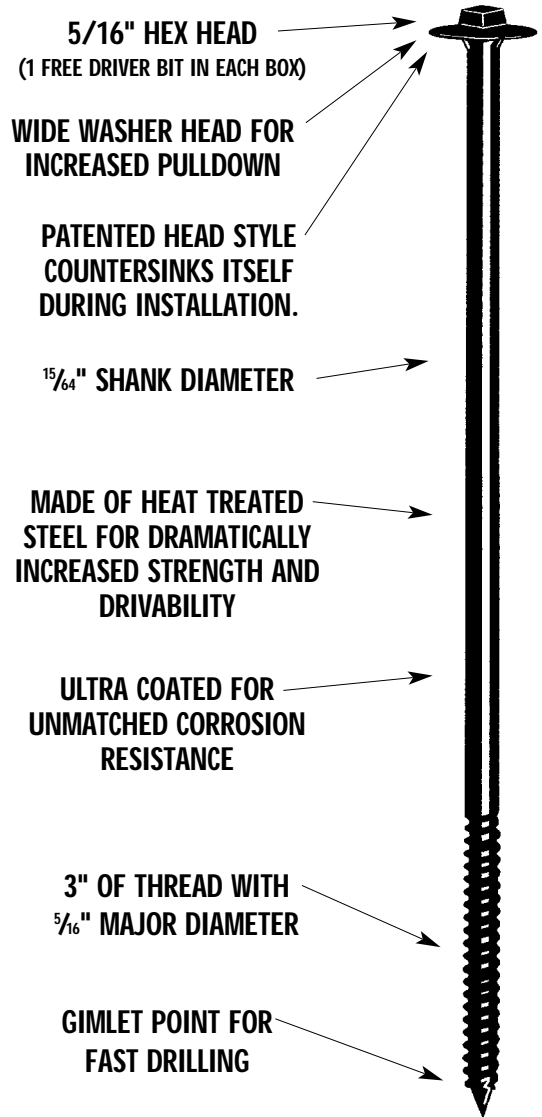 5/16" HEX HEAD
(1 FREE DRIVER BIT IN EACH BOX)
WIDE WASHER HEAD FOR
INCREASED PULLDOWN
PATENTED HEAD STYLE
COUNTERSINKS ITSELF
DURING INSTALLATION.
15/64" SHANK DIAMETER
MADE OF HEAT TREATED
STEEL FOR DRAMATICALLY
INCREASED STRENGTH AND
DRIVABILITY
ULTRA COATED FOR
UNMATCHED CORROSION
RESISTANCE
3" OF THREAD WITH
5/16" MAJOR DIAMETER
GIMLET POINT FOR
FAST DRILLING